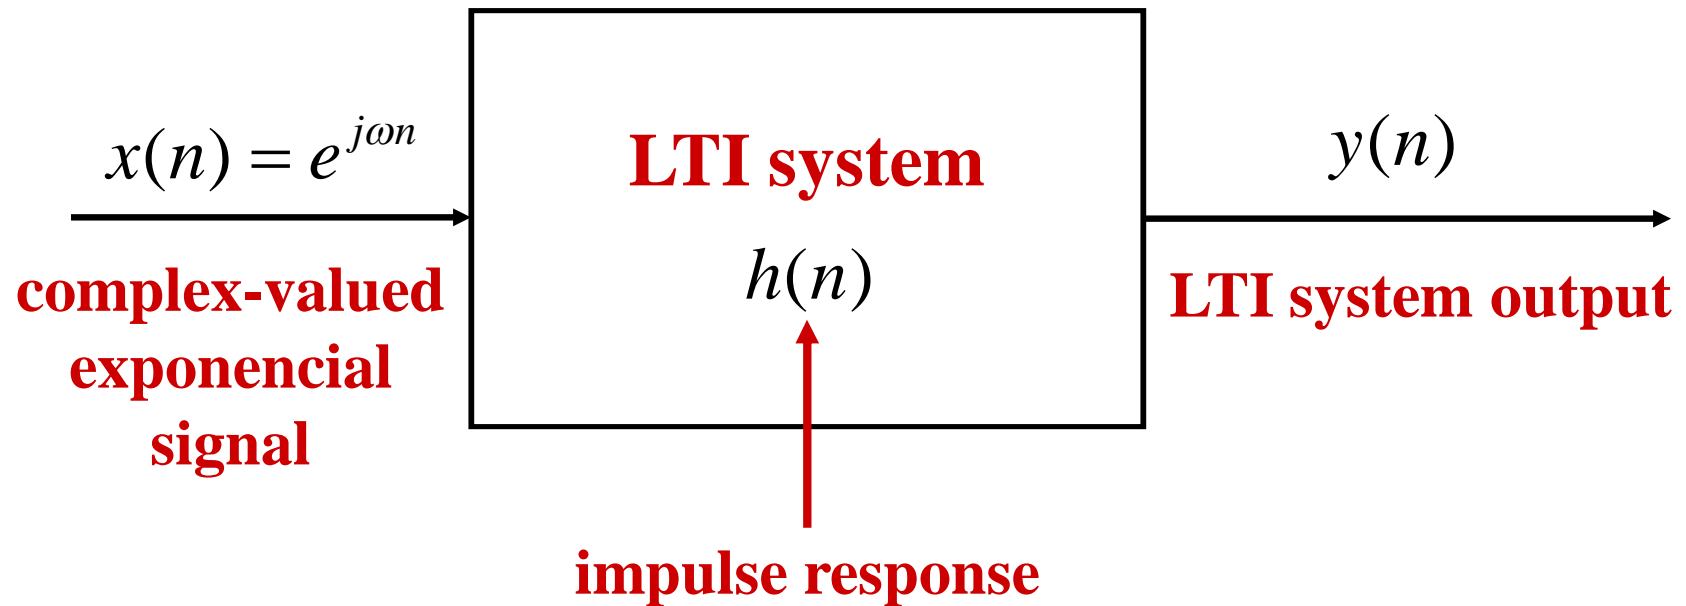 x(n) = e^{jωn}
complex-valued
exponencial
signal
LTI system
h(n)
impulse response
y(n)
LTI system output